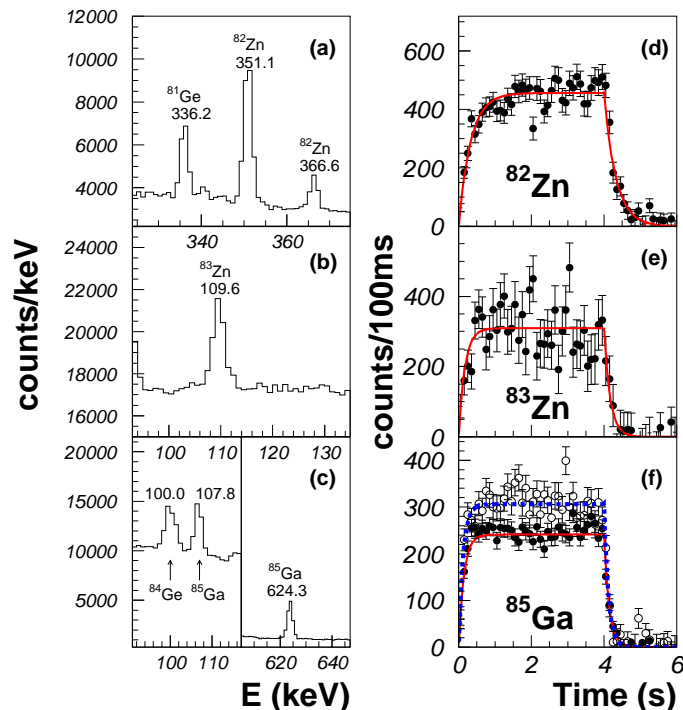 counts/keV
12000
10000
8000
6000
4000
(a)
82Zn
351.1
81Ge
336.2
82Zn
366.6
340
360
24000
22000
20000
18000
16000
(b)
83Zn
109.6
100
110
120
130
20000
15000
10000
5000
(c)
100.0
107.8
84Ge
85Ga
85Ga
624.3
100
110
620
640
E (keV)
counts/100ms
600
400
200
0
(d)
82Zn
400
200
0
(e)
83Zn
400
300
200
100
0
(f)
85Ga
0
2
4
6
Time (s)